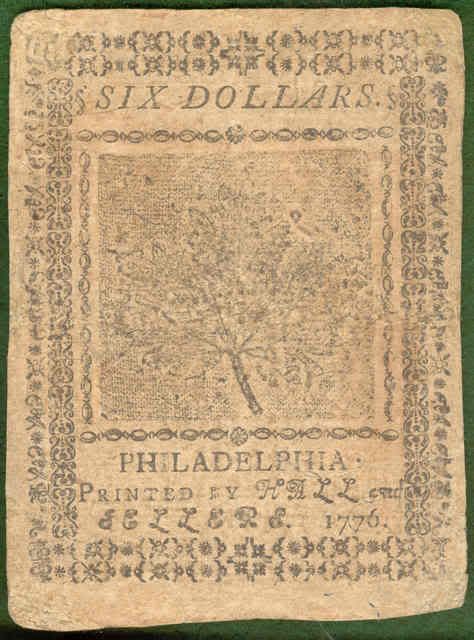 SIX DOLLARS.
PHILADELPHIA:
PRINTED BY HALL and
SELLERS. 1776.